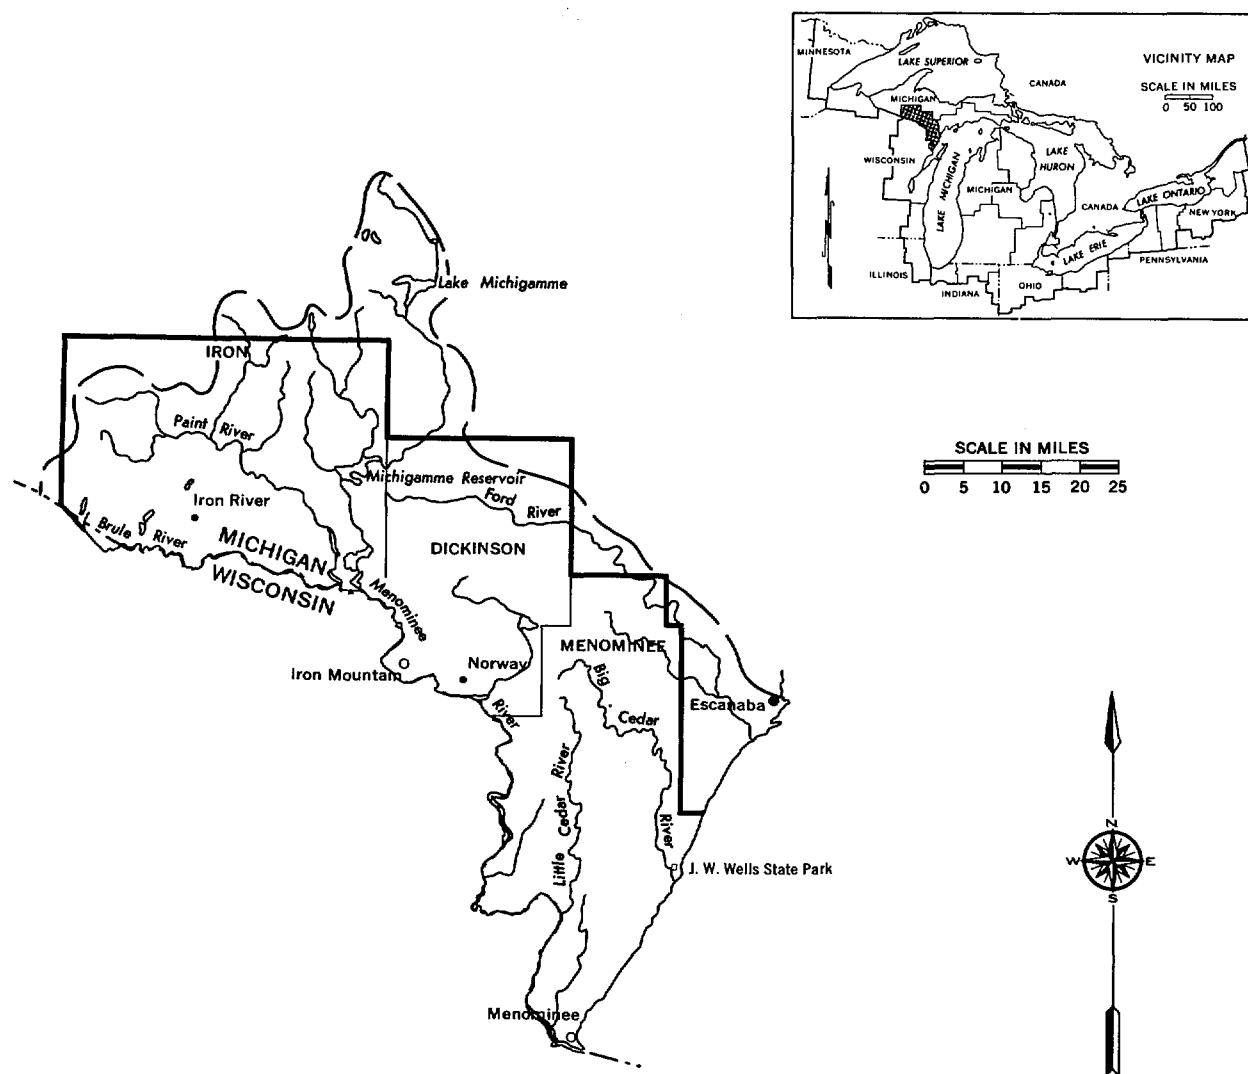 MINNESOTA
LAKE SUPERIOR
VICINITY MAP
SCALE IN MILES
0 50 100
CANADA
MICHIGAN
WISCONSIN
LAKE MICHIGAN
MICHIGAN
LAKE
HURON
CANADA
LAKE ONTARIO
NEW YORK
LAKE ERIE
PENNSYLVANIA
ILLINOIS
INDIANA
OHIO
Lake Michigamme
IRON
Paint River
Michigamme Reservoir
Ford
River
Iron River
Brule
River
MICHIGAN
WISCONSIN
DICKINSON
Menominee
River
MENOMINEE
Iron Mountain
Norway
Big
Cedar
River
Escanaba
Little Cedar River
J. W. Wells State Park
Menominee
SCALE IN MILES
0 5 10 15 20 25
N
W E
S